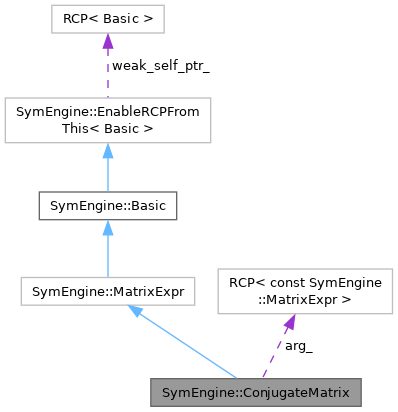 RCP< Basic >
weak_self_ptr_
SymEngine::EnableRCPFrom
This< Basic >
SymEngine::Basic
SymEngine::MatrixExpr
RCP< const SymEngine
::MatrixExpr >
arg_
SymEngine::ConjugateMatrix